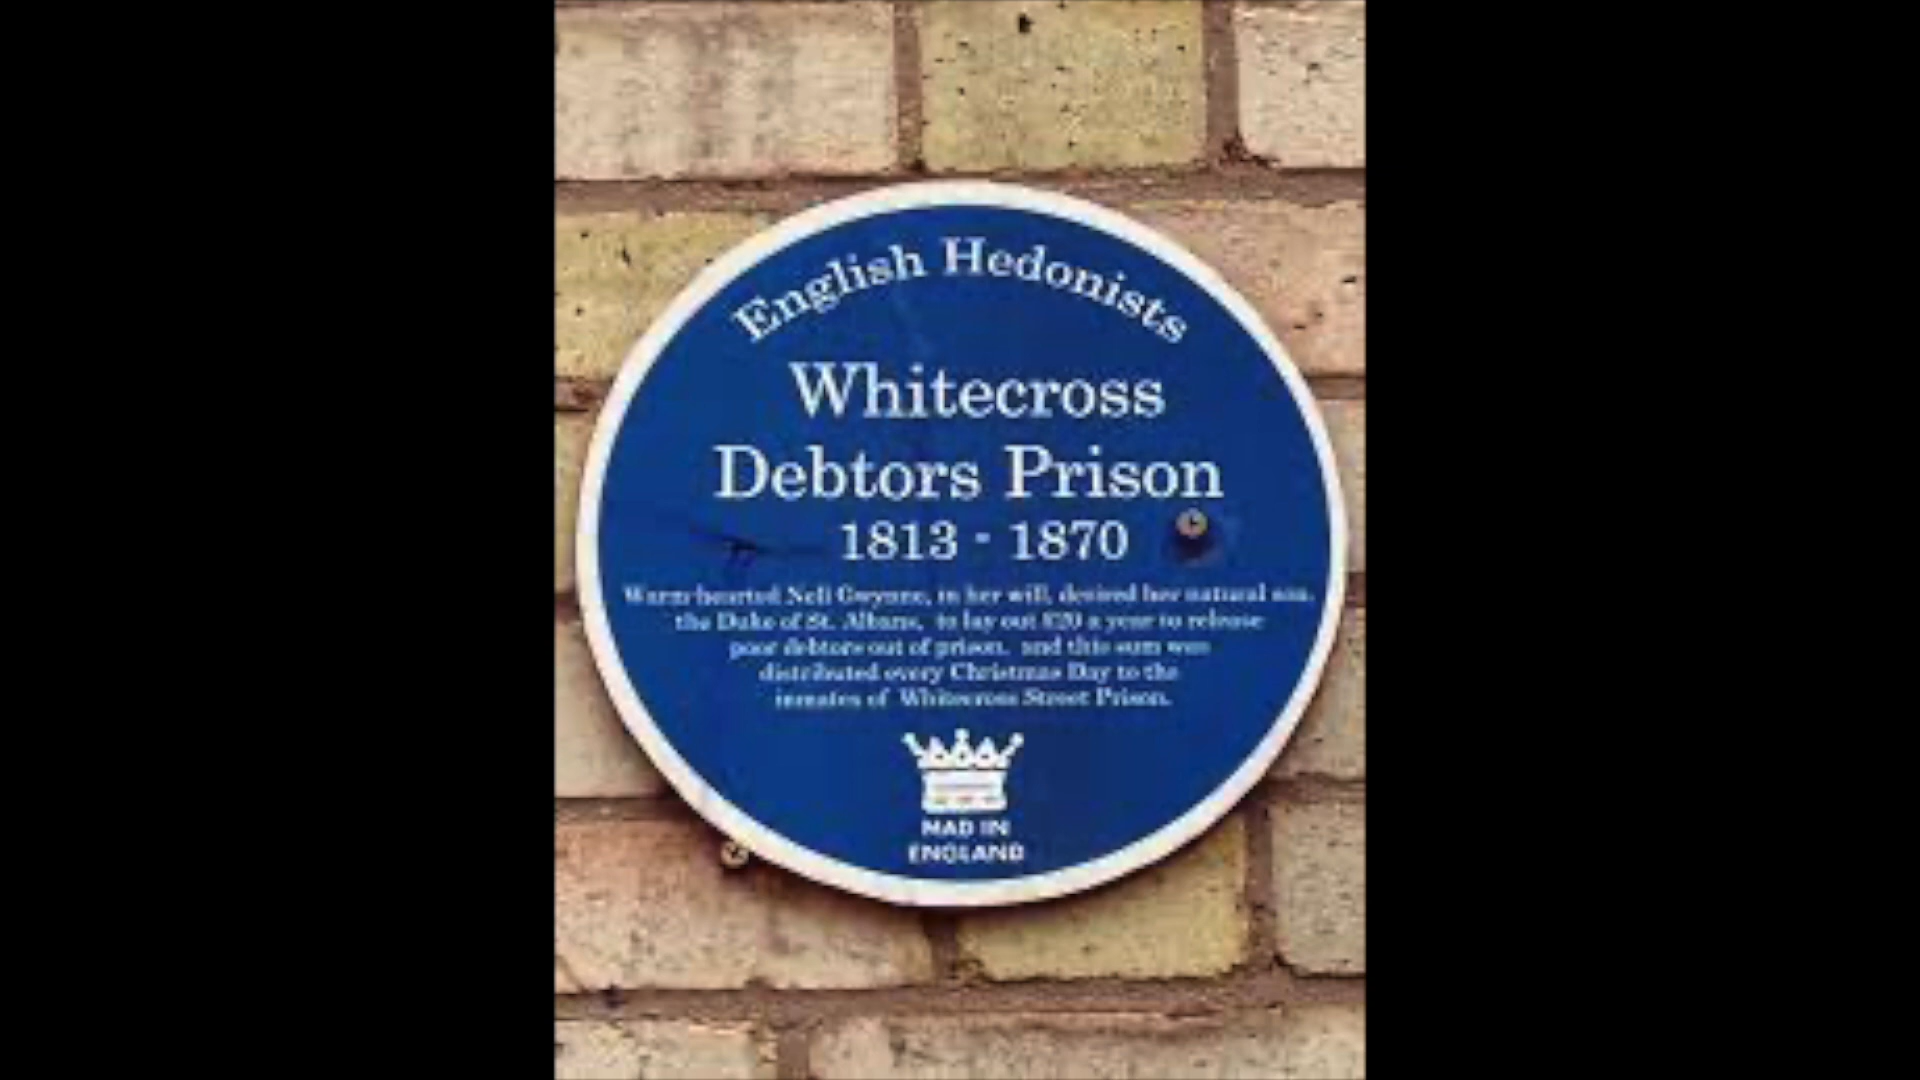 English Hedonists
Whitecross
Debtors Prison
1813 - 1870
Warm-hearted Nell Gwynne, in her will, desired her natural son,
the Duke of St. Albans, to lay out £20 a year to release
poor debtors out of prison, and this sum was
distributed every Christmas Day to the
inmates of Whitecross Street Prison.
MAD IN
ENGLAND